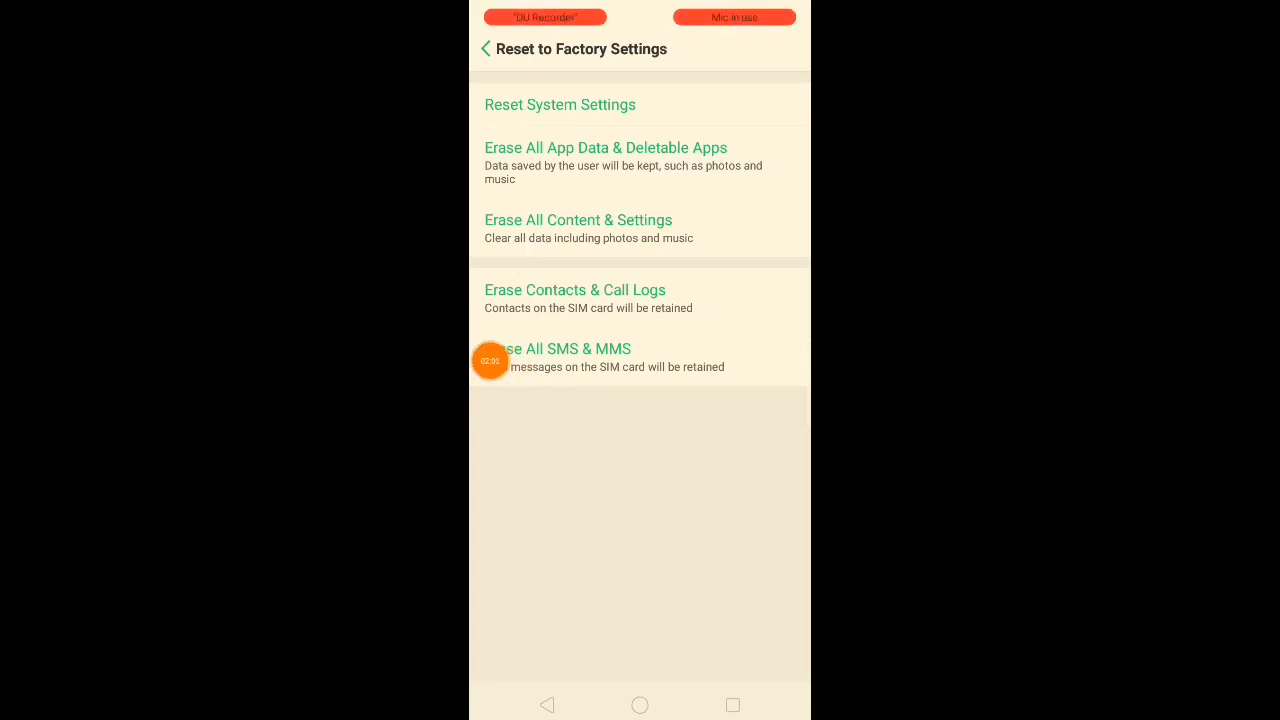 "DU Recorder" Mic in use
Reset to Factory Settings
Reset System Settings
Erase All App Data & Deletable Apps
Data saved by the user will be kept, such as photos and
music
Erase All Content & Settings
Clear all data including photos and music
Erase Contacts & Call Logs
Contacts on the SIM card will be retained
se All SMS & MMS
messages on the SIM card will be retained